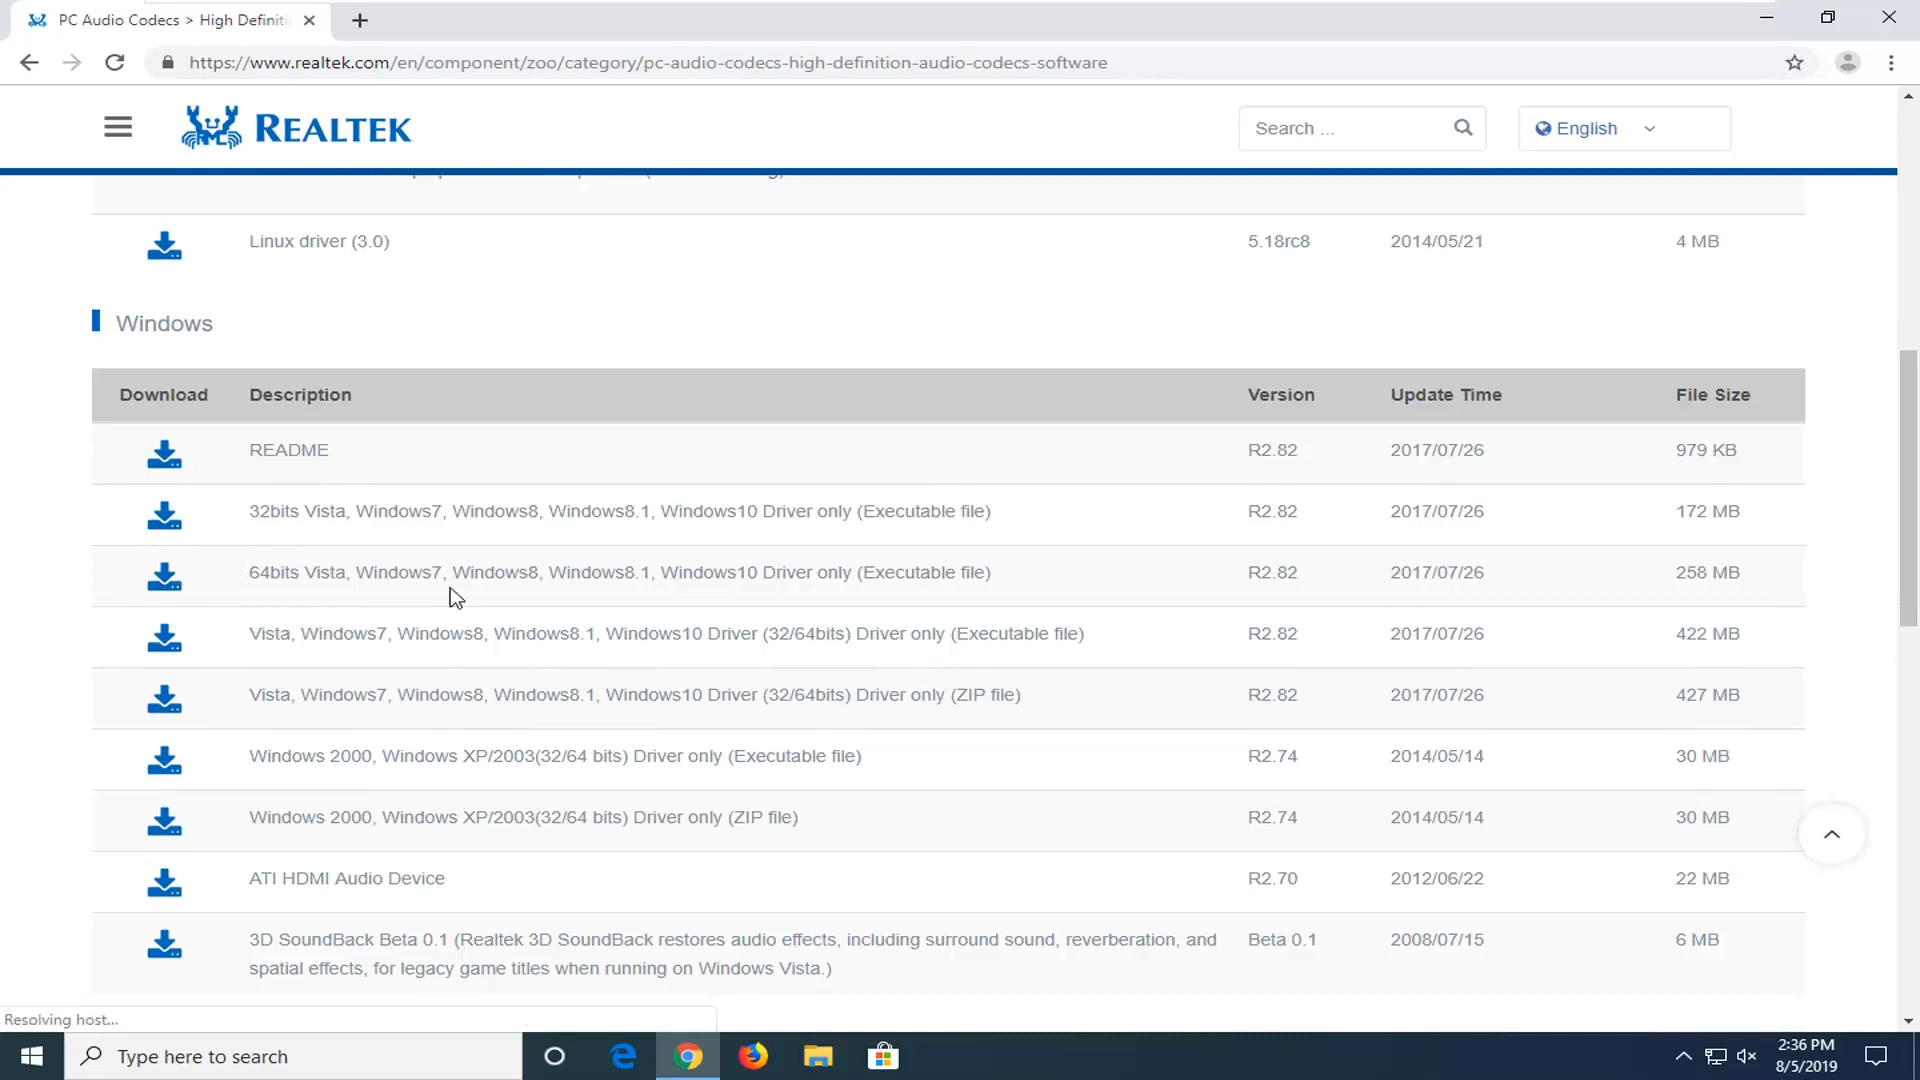 PC Audio Codecs > High Definiti
https://www.realtek.com/en/component/zoo/category/pc-audio-codecs-high-definition-audio-codecs-software
REALTEK
Search ...
English
Linux driver (3.0) 5.18rc8 2014/05/21 4 MB
Windows
Download Description Version Update Time File Size
README R2.82 2017/07/26 979 KB
32bits Vista, Windows7, Windows8, Windows8.1, Windows10 Driver only (Executable file) R2.82 2017/07/26 172 MB
64bits Vista, Windows7, Windows8, Windows8.1, Windows10 Driver only (Executable file) R2.82 2017/07/26 258 MB
Vista, Windows7, Windows8, Windows8.1, Windows10 Driver (32/64bits) Driver only (Executable file) R2.82 2017/07/26 422 MB
Vista, Windows7, Windows8, Windows8.1, Windows10 Driver (32/64bits) Driver only (ZIP file) R2.82 2017/07/26 427 MB
Windows 2000, Windows XP/2003(32/64 bits) Driver only (Executable file) R2.74 2014/05/14 30 MB
Windows 2000, Windows XP/2003(32/64 bits) Driver only (ZIP file) R2.74 2014/05/14 30 MB
ATI HDMI Audio Device R2.70 2012/06/22 22 MB
3D SoundBack Beta 0.1 (Realtek 3D SoundBack restores audio effects, including surround sound, reverberation, and Beta 0.1 2008/07/15 6 MB
spatial effects, for legacy game titles when running on Windows Vista.)
Resolving host...
Type here to search
2:36 PM
8/5/2019